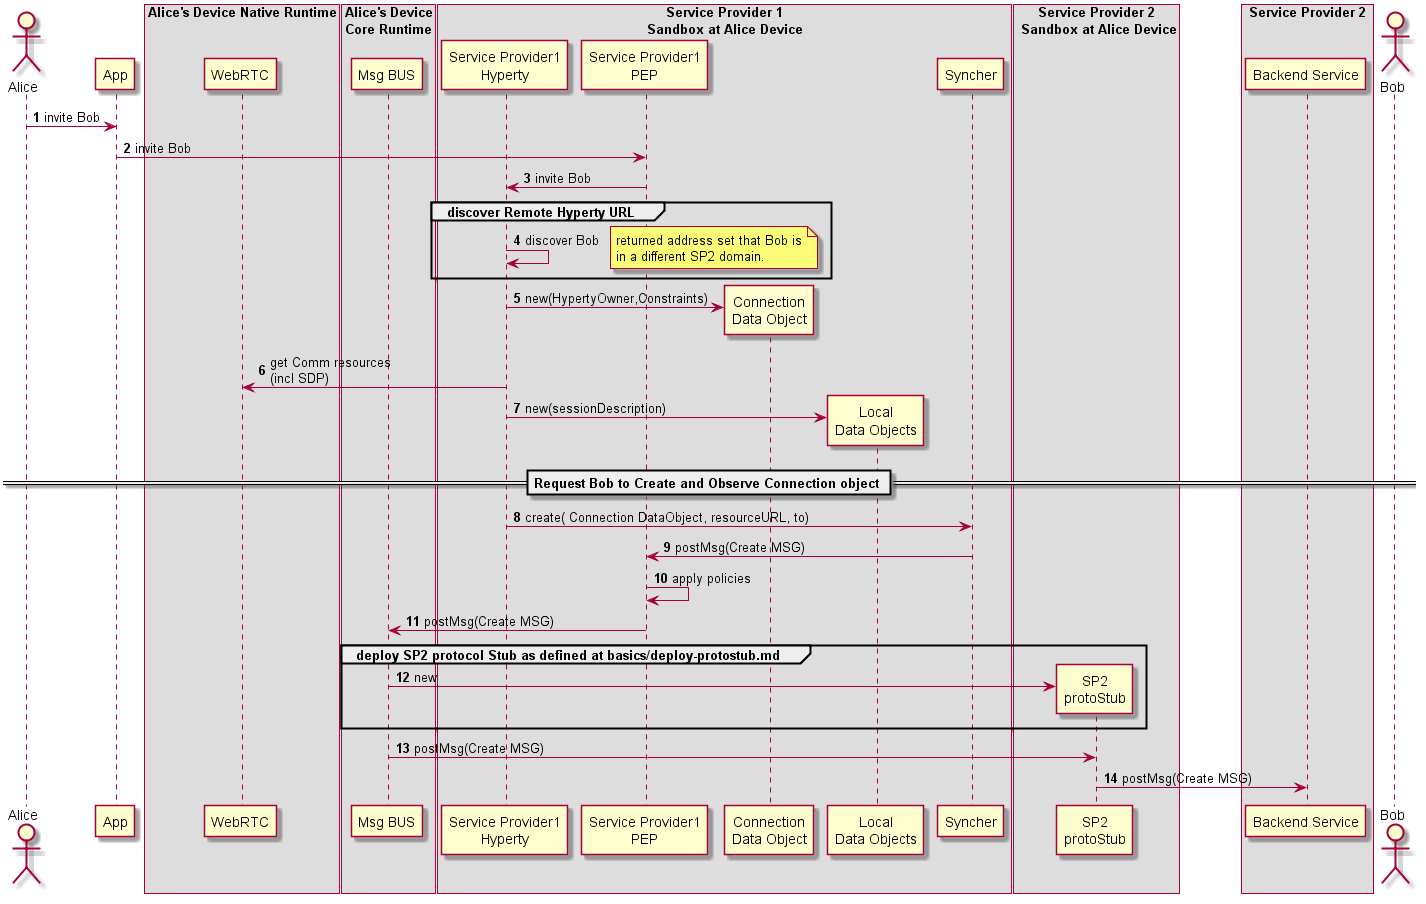 Alice's Device Native Runtime
Alice's Device
Core Runtime
Service Provider 1
Sandbox at Alice Device
Service Provider 2
Sandbox at Alice Device
Service Provider 2
Alice
App
WebRTC
Msg BUS
Service Provider1
Hyperty
Service Provider1
PEP
Syncher
Backend Service
Bob
1 invite Bob
2 invite Bob
3 invite Bob
discover Remote Hyperty URL
4 discover Bob
returned address set that Bob is
in a different SP2 domain.
5 new(HypertyOwner,Constraints)
Connection
Data Object
6 get Comm resources
(incl SDP)
7 new(sessionDescription)
Local
Data Objects
Request Bob to Create and Observe Connection object
8 create( Connection DataObject, resourceURL, to)
9 postMsg(Create MSG)
10 apply policies
11 postMsg(Create MSG)
deploy SP2 protocol Stub as defined at basics/deploy-protostub.md
12 new
SP2
protoStub
13 postMsg(Create MSG)
14 postMsg(Create MSG)
Alice
App
WebRTC
Msg BUS
Service Provider1
Hyperty
Service Provider1
PEP
Connection
Data Object
Local
Data Objects
Syncher
SP2
protoStub
Backend Service
Bob